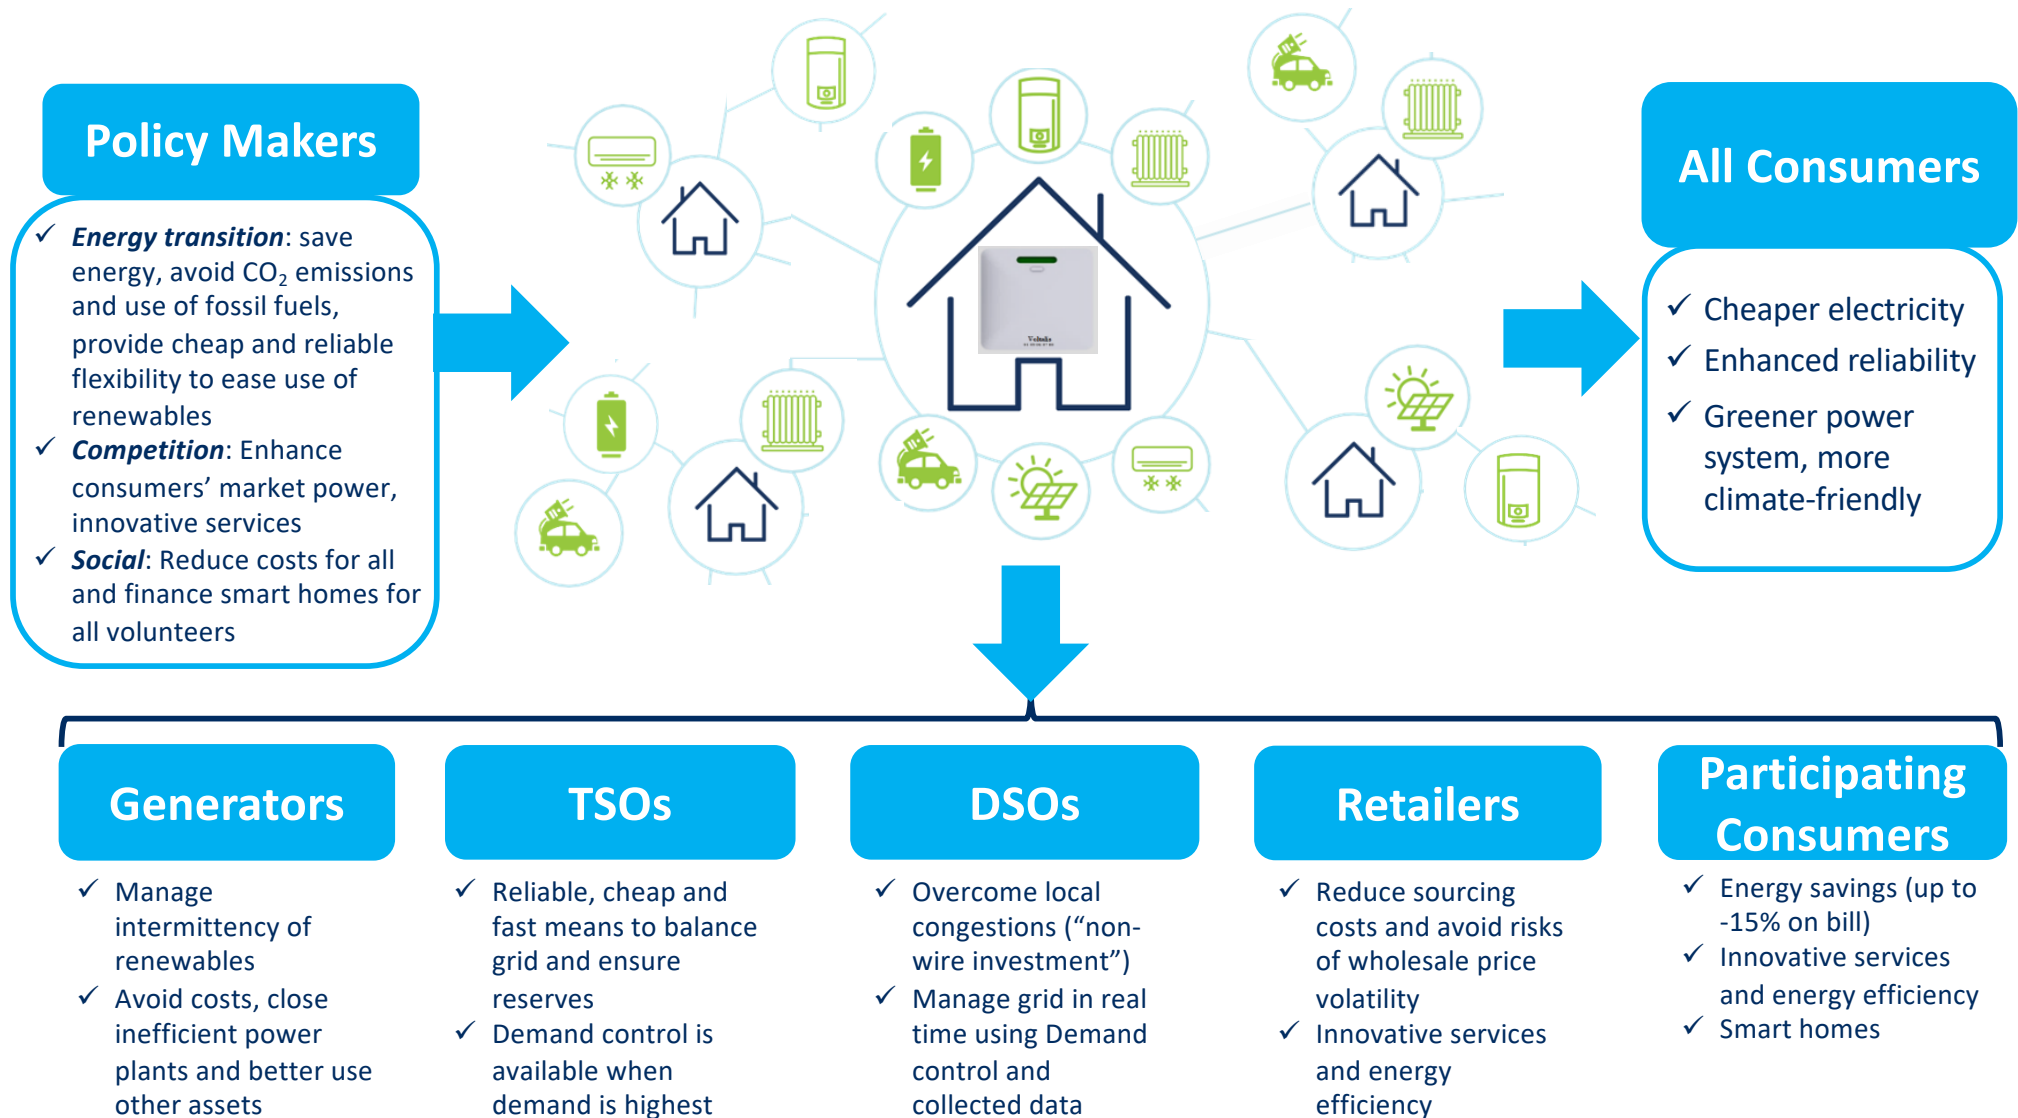 Policy Makers
✓ Energy transition: save
energy, avoid CO₂ emissions
and use of fossil fuels,
provide cheap and reliable
flexibility to ease use of
renewables
✓ Competition: Enhance
consumers’ market power,
innovative services
✓ Social: Reduce costs for all
and finance smart homes for
all volunteers
Voltalis
All Consumers
✓ Cheaper electricity
✓ Enhanced reliability
✓ Greener power
system, more
climate-friendly
Generators
✓ Manage
intermittency of
renewables
✓ Avoid costs, close
inefficient power
plants and better use
other assets
TSOs
✓ Reliable, cheap and
fast means to balance
grid and ensure
reserves
✓ Demand control is
available when
demand is highest
DSOs
✓ Overcome local
congestions (“non-
wire investment”)
✓ Manage grid in real
time using Demand
control and
collected data
Retailers
✓ Reduce sourcing
costs and avoid risks
of wholesale price
volatility
✓ Innovative services
and energy
efficiency
Participating
Consumers
✓ Energy savings (up to
-15% on bill)
✓ Innovative services
and energy efficiency
✓ Smart homes